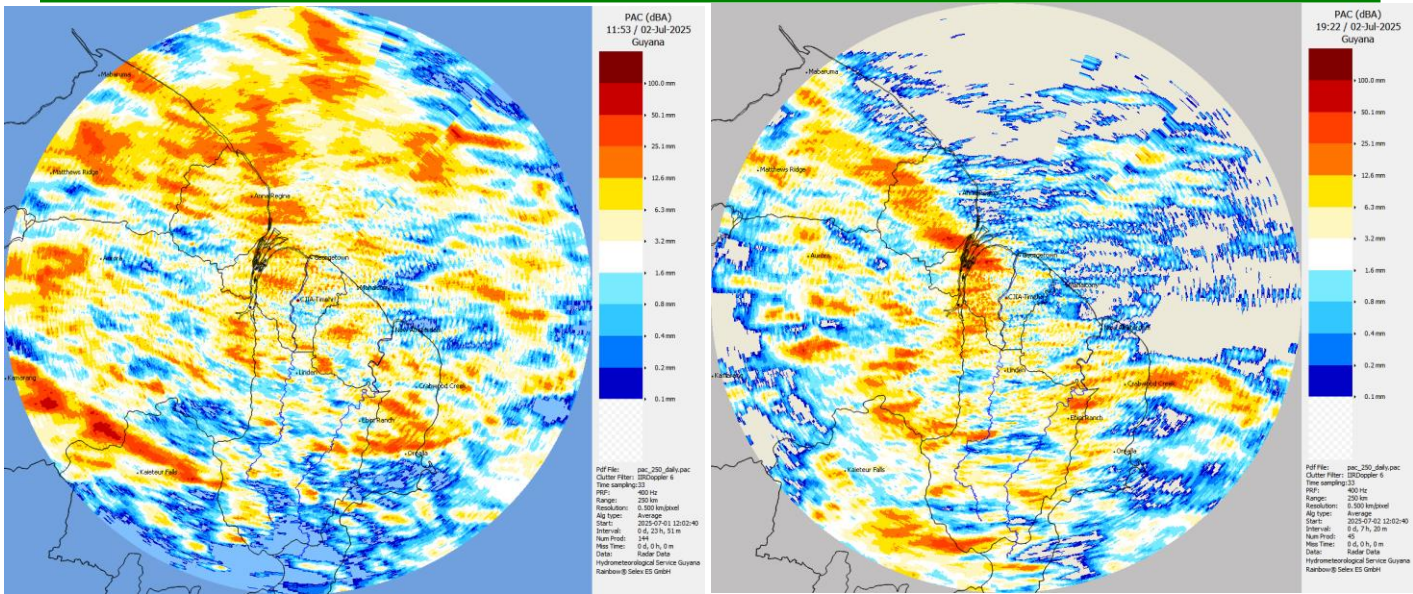 PAC (dBA)
11:53 / 02-Jul-2025
Guyana
100.0 mm
50.1 mm
25.1 mm
12.6 mm
6.3 mm
3.2 mm
1.6 mm
0.8 mm
0.4 mm
0.2 mm
0.1 mm
Pdf File: pac_250_daily.pac
Clutter Filter: IIRDoppler 6
Time sampling: 33
PRF: 400 Hz
Range: 250 km
Resolution: 0.500 km/pixel
Alg type: Average
Start: 2025-07-01 12:02:40
Interval: 0 d, 23 h, 51 m
Num Prod: 144
Miss Time: 0 d, 0 h, 0 m
Data: Radar Data
Hydrometeorological Service Guyana
Rainbow® Selex ES GmbH
Mabaruma
Matthews Ridge
Anna Regina
Georgetown
CJIA-Timehri
Mahaicony
Linden
Kamarang
Crabwood Creek
Ebini Ranch
Orealla
Kaieteur Falls
PAC (dBA)
19:22 / 02-Jul-2025
Guyana
100.0 mm
50.1 mm
25.1 mm
12.6 mm
6.3 mm
3.2 mm
1.6 mm
0.8 mm
0.4 mm
0.2 mm
0.1 mm
Pdf File: pac_250_daily.pac
Clutter Filter: IIRDoppler 6
Time sampling: 33
PRF: 400 Hz
Range: 250 km
Resolution: 0.500 km/pixel
Alg type: Average
Start: 2025-07-02 12:02:40
Interval: 0 d, 7 h, 20 m
Num Prod: 45
Miss Time: 0 d, 0 h, 0 m
Data: Radar Data
Hydrometeorological Service Guyana
Rainbow® Selex ES GmbH
Mabaruma
Matthews Ridge
Georgetown
CJIA-Timehri
Linden
Crabwood Creek
Ebini Ranch
Orealla
Kaieteur Falls